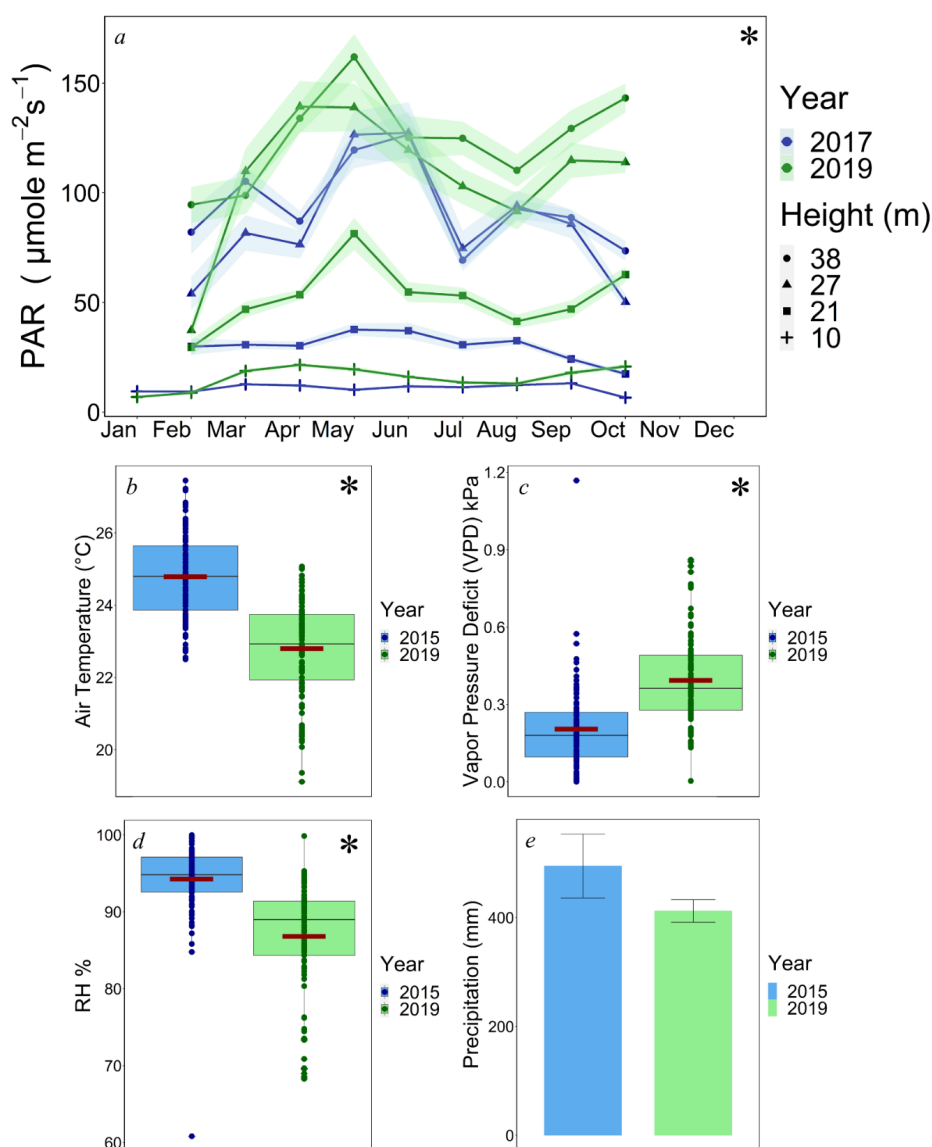 a
*
PAR ( μmole m⁻²s⁻¹)
150
100
50
0
Jan Feb Mar Apr May Jun Jul Aug Sep Oct Nov Dec
Year
2017
2019
Height (m)
38
27
21
10
b
*
Air Temperature (°C)
26
24
22
20
Year
2015
2019
c
*
Vapor Pressure Deficit (VPD) kPa
1.2
0.9
0.6
0.3
0.0
Year
2015
2019
d
*
RH %
100
90
80
70
60
Year
2015
2019
e
Precipitation (mm)
400
200
0
Year
2015
2019